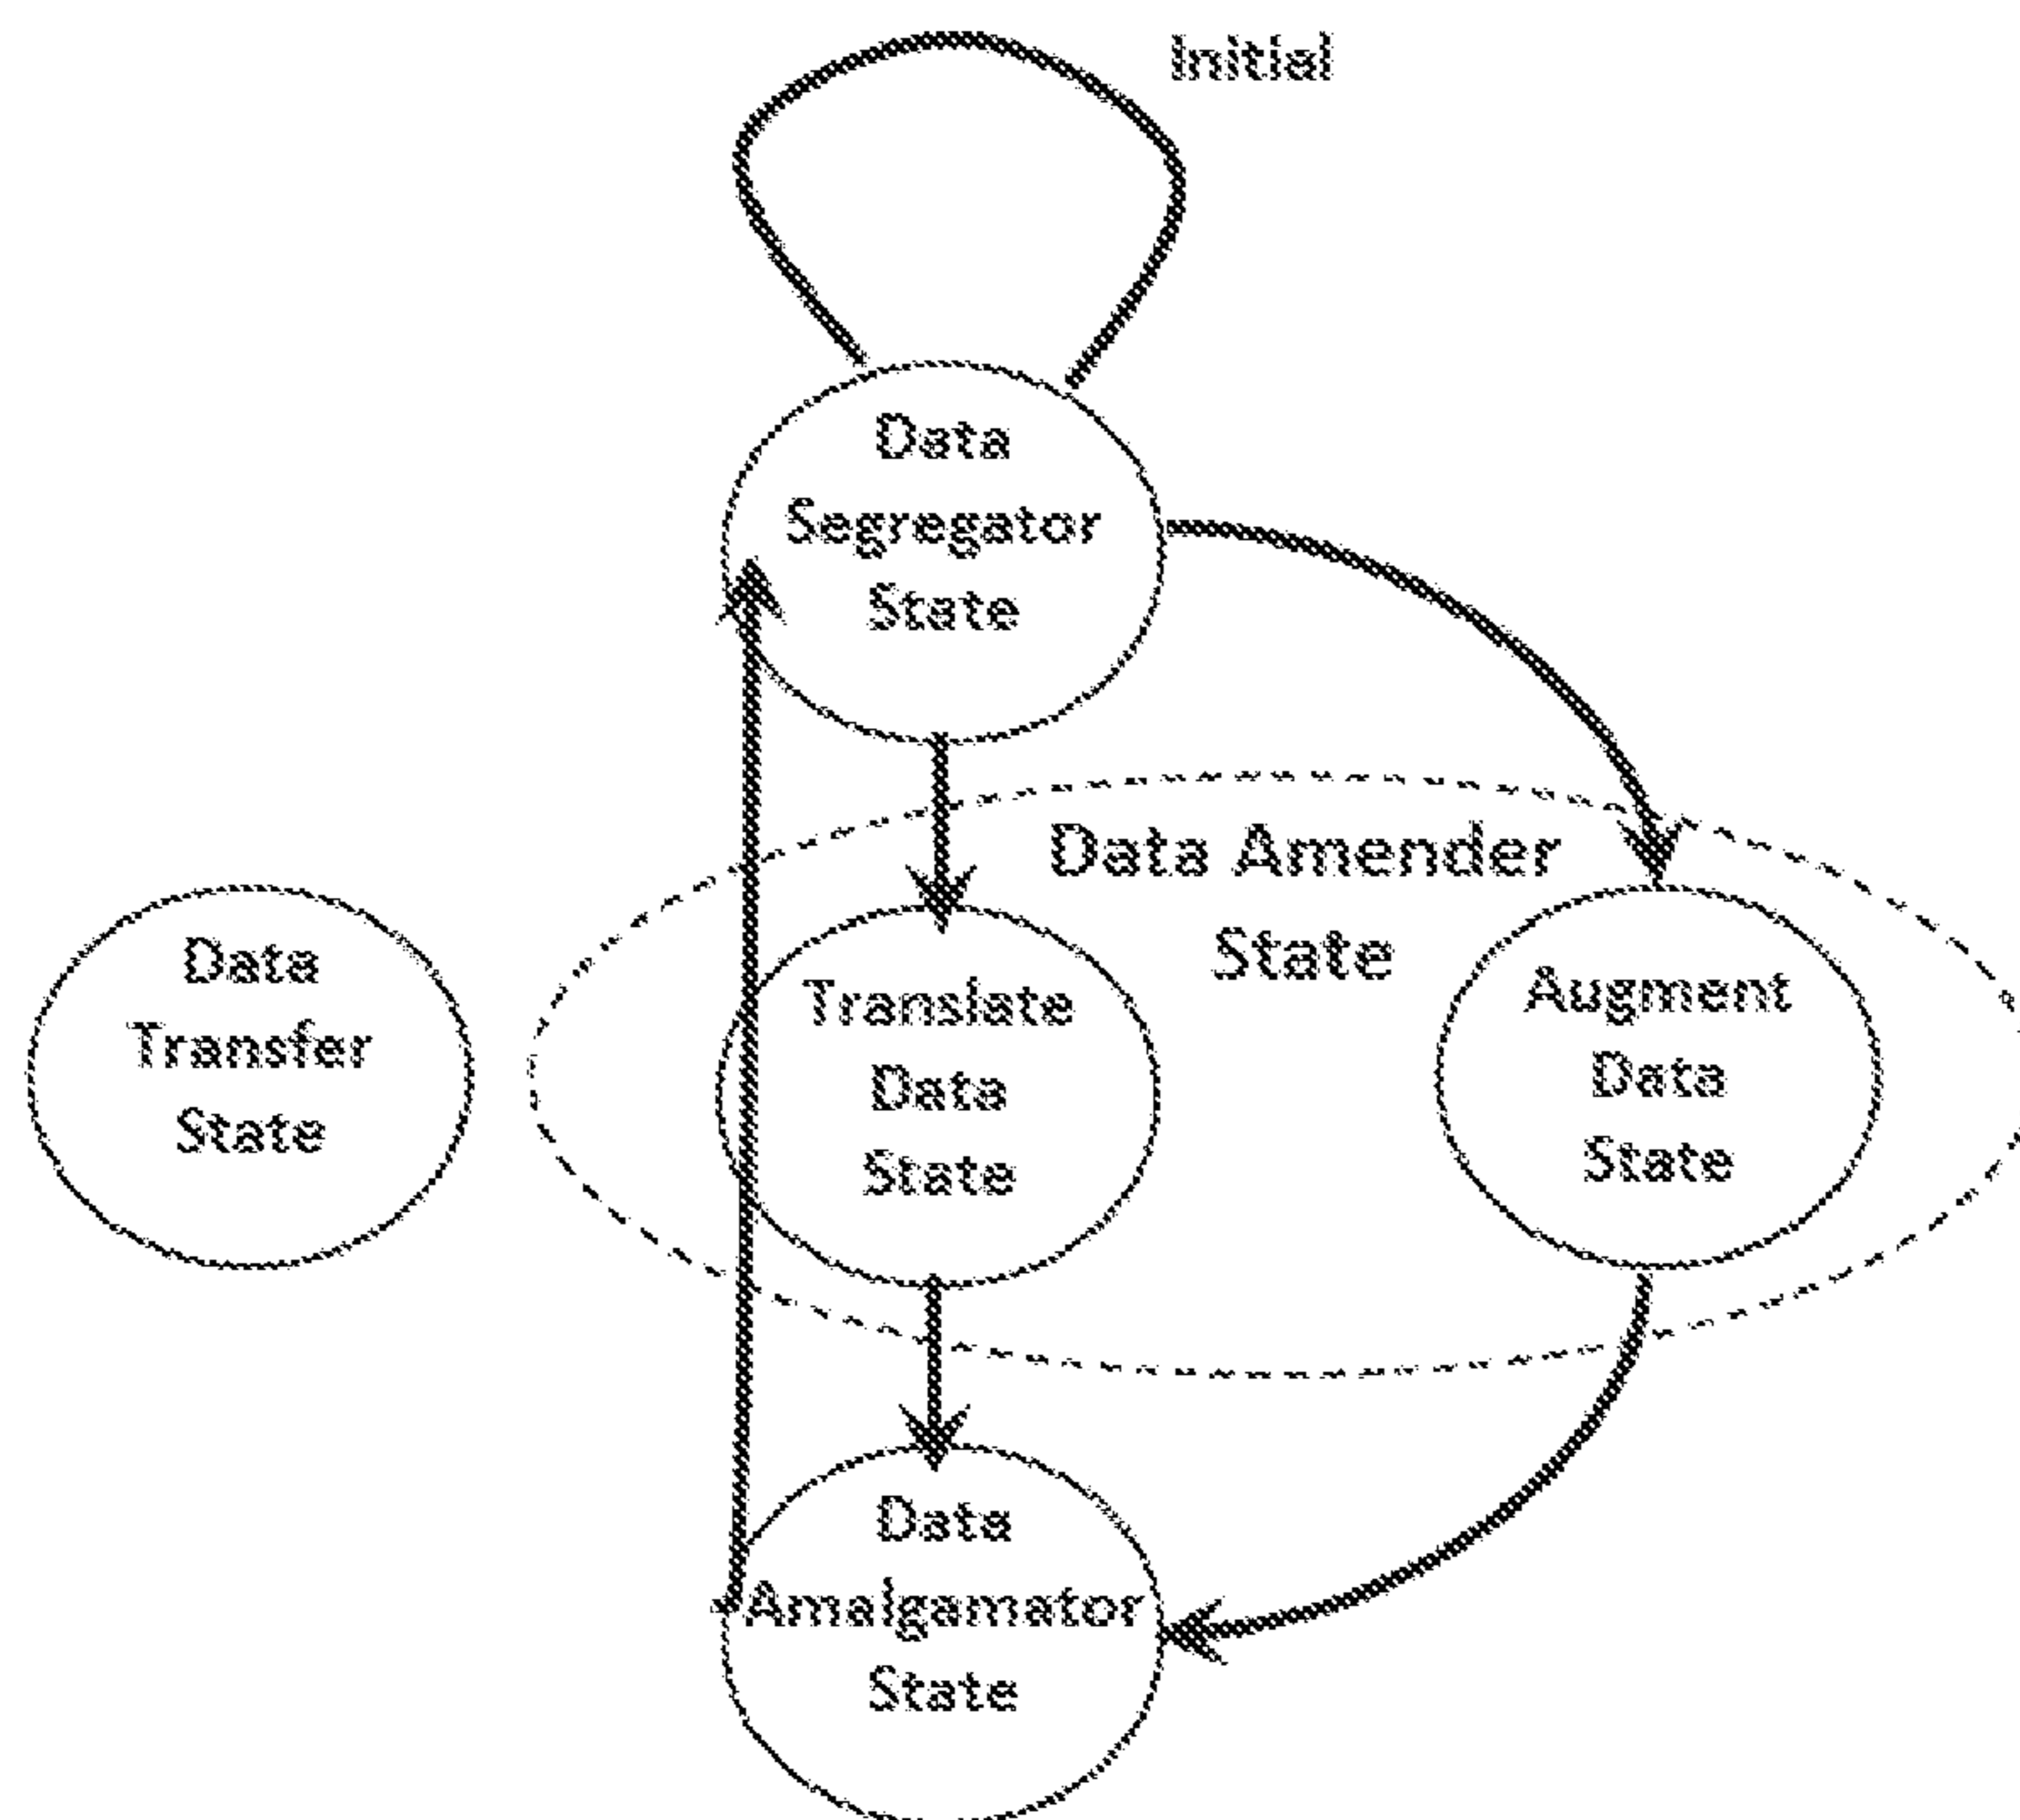 Initial
Data
Segregator
State
Data Amender
State
Data
Transfer
State
Translate
Data
State
Augment
Data
State
Data
Amalgamator
State